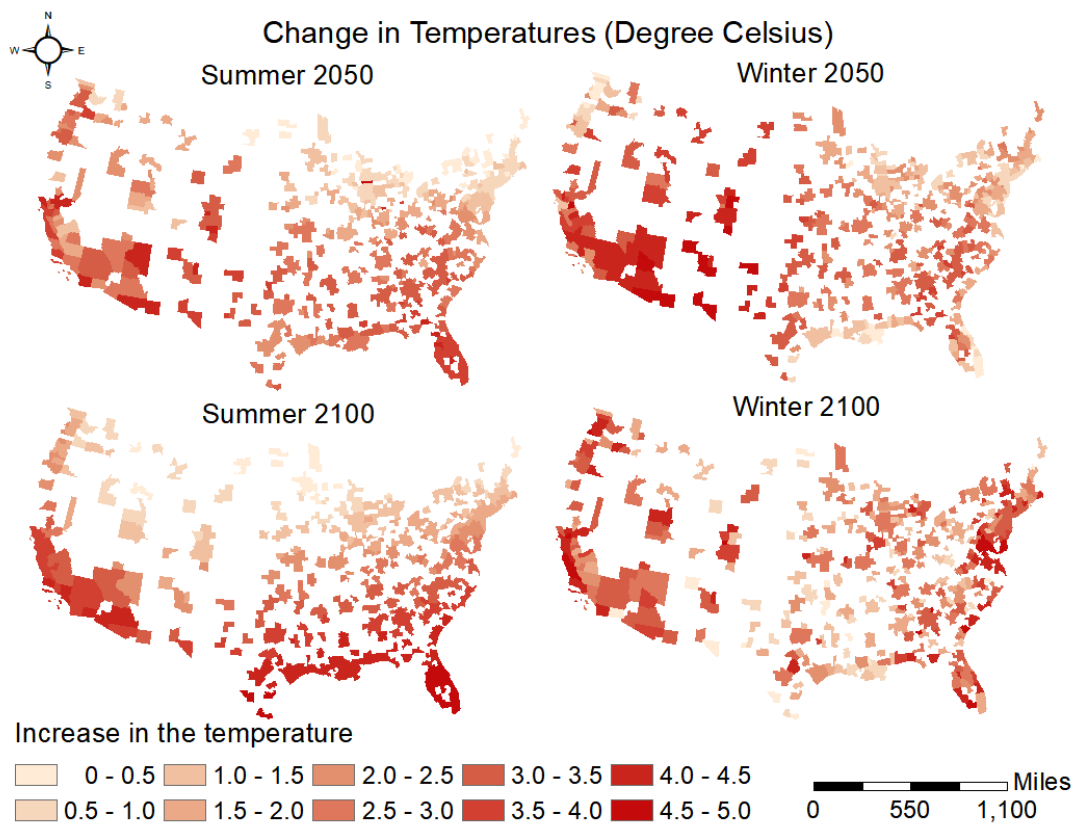 N
W E
S
Change in Temperatures (Degree Celsius)
Summer 2050
Winter 2050
Summer 2100
Winter 2100
Increase in the temperature
0 - 0.5 1.0 - 1.5 2.0 - 2.5 3.0 - 3.5 4.0 - 4.5
0.5 - 1.0 1.5 - 2.0 2.5 - 3.0 3.5 - 4.0 4.5 - 5.0
Miles
0 550 1,100